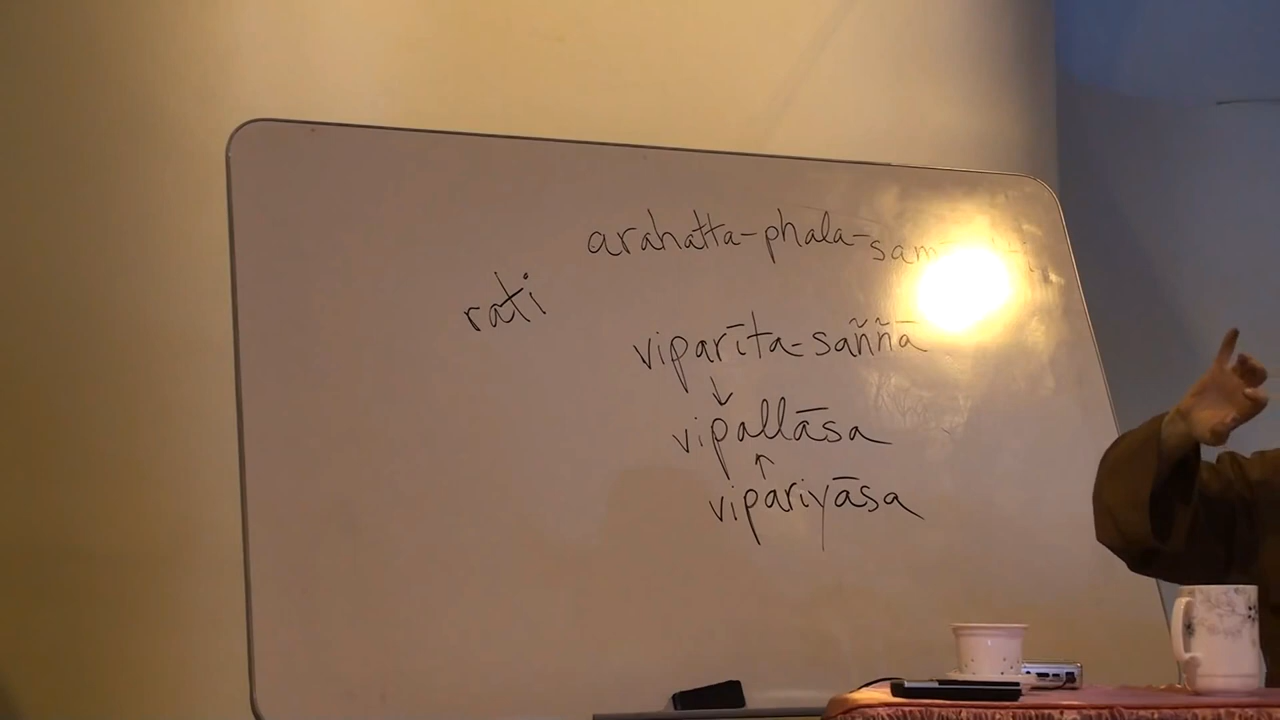 arahatta-phala-
rati
viparīta-saññā
↓
vipallāsa
↑
vipariyāsa